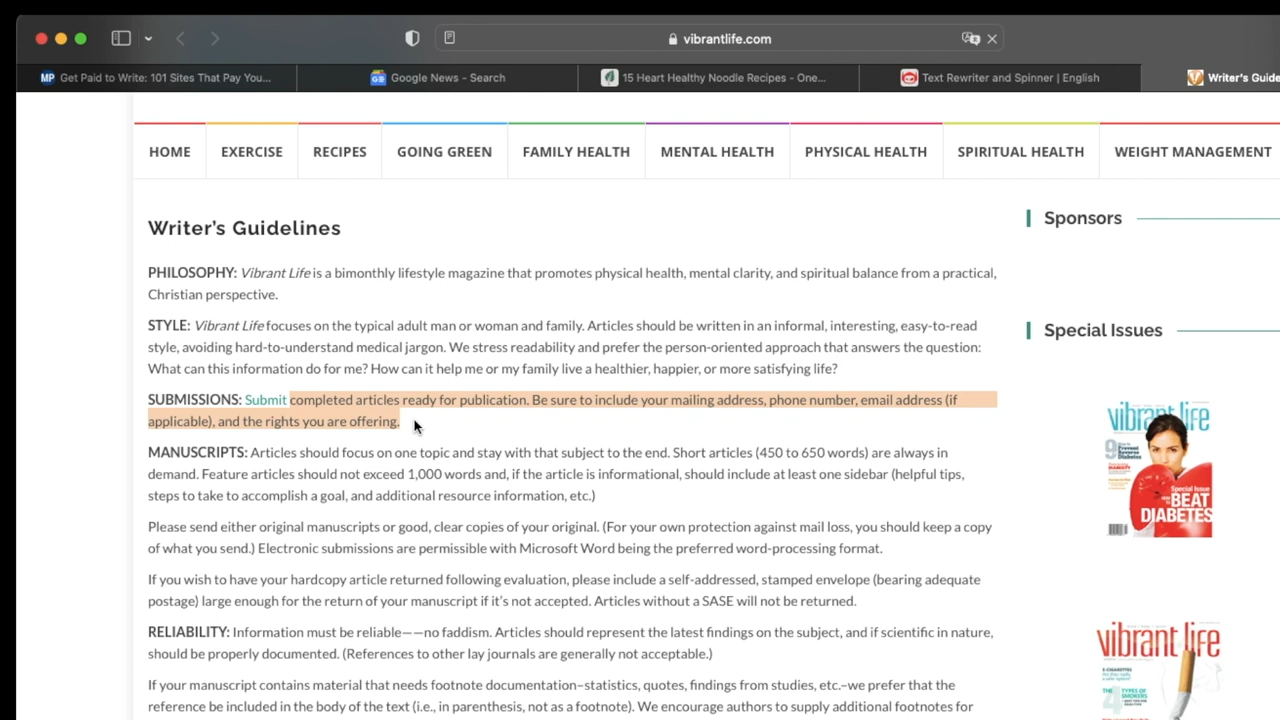 vibrantlife.com
Get Paid to Write: 101 Sites That Pay You...
Google News - Search
15 Heart Healthy Noodle Recipes - One...
Text Rewriter and Spinner | English
Writer's Guide
HOME
EXERCISE
RECIPES
GOING GREEN
FAMILY HEALTH
MENTAL HEALTH
PHYSICAL HEALTH
SPIRITUAL HEALTH
WEIGHT MANAGEMENT
Writer's Guidelines
PHILOSOPHY: Vibrant Life is a bimonthly lifestyle magazine that promotes physical health, mental clarity, and spiritual balance from a practical,
Christian perspective.
STYLE: Vibrant Life focuses on the typical adult man or woman and family. Articles should be written in an informal, interesting, easy-to-read
style, avoiding hard-to-understand medical jargon. We stress readability and prefer the person-oriented approach that answers the question:
What can this information do for me? How can it help me or my family live a healthier, happier, or more satisfying life?
SUBMISSIONS: Submit completed articles ready for publication. Be sure to include your mailing address, phone number, email address (if
applicable), and the rights you are offering.
MANUSCRIPTS: Articles should focus on one topic and stay with that subject to the end. Short articles (450 to 650 words) are always in
demand. Feature articles should not exceed 1,000 words and, if the article is informational, should include at least one sidebar (helpful tips,
steps to take to accomplish a goal, and additional resource information, etc.)
Please send either original manuscripts or good, clear copies of your original. (For your own protection against mail loss, you should keep a copy
of what you send.) Electronic submissions are permissible with Microsoft Word being the preferred word-processing format.
If you wish to have your hardcopy article returned following evaluation, please include a self-addressed, stamped envelope (bearing adequate
postage) large enough for the return of your manuscript if it's not accepted. Articles without a SASE will not be returned.
RELIABILITY: Information must be reliable——no faddism. Articles should represent the latest findings on the subject, and if scientific in nature,
should be properly documented. (References to other lay journals are generally not acceptable.)
If your manuscript contains material that needs footnote documentation–statistics, quotes, findings from studies, etc.–we prefer that the
reference be included in the body of the text (i.e., in parenthesis, not as a footnote). We encourage authors to supply additional footnotes for
Sponsors
Special Issues
vibrant life
Special Issue
BEAT
DIABETES
vibrant life